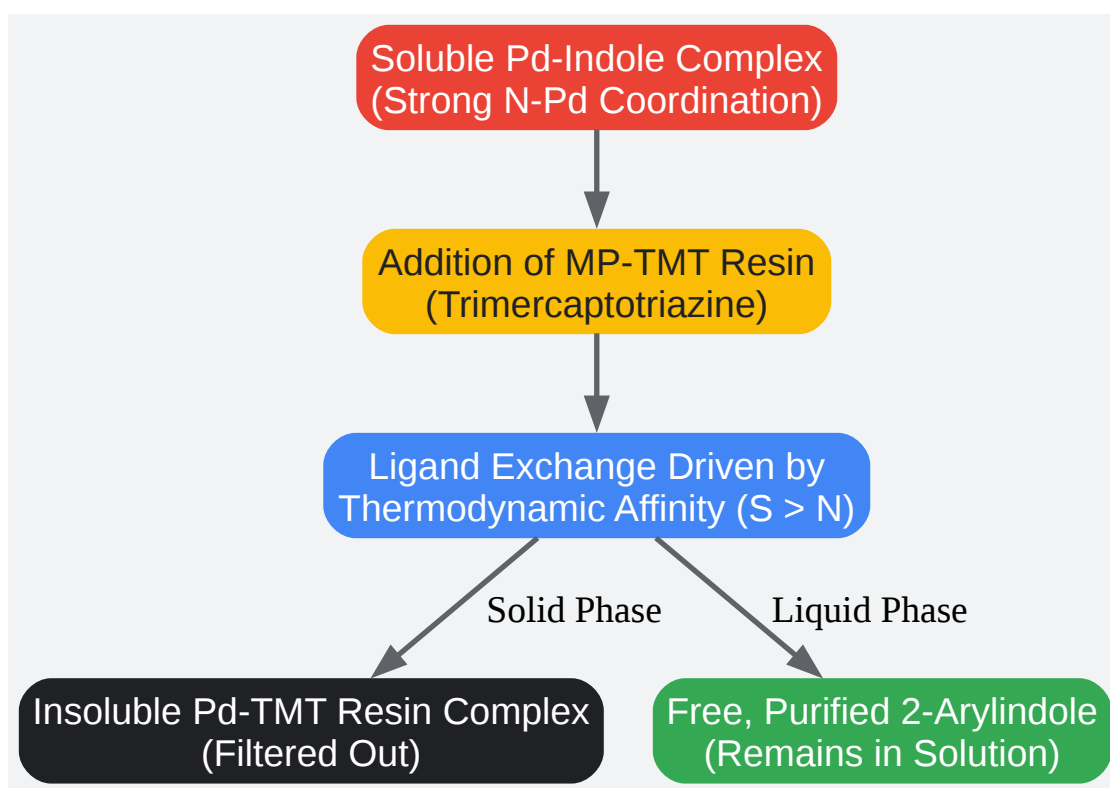 Soluble Pd-Indole Complex
(Strong N-Pd Coordination)
Addition of MP-TMT Resin
(Trimercaptotriazine)
Ligand Exchange Driven by
Thermodynamic Affinity (S > N)
Solid Phase
Liquid Phase
Insoluble Pd-TMT Resin Complex
(Filtered Out)
Free, Purified 2-Arylindole
(Remains in Solution)